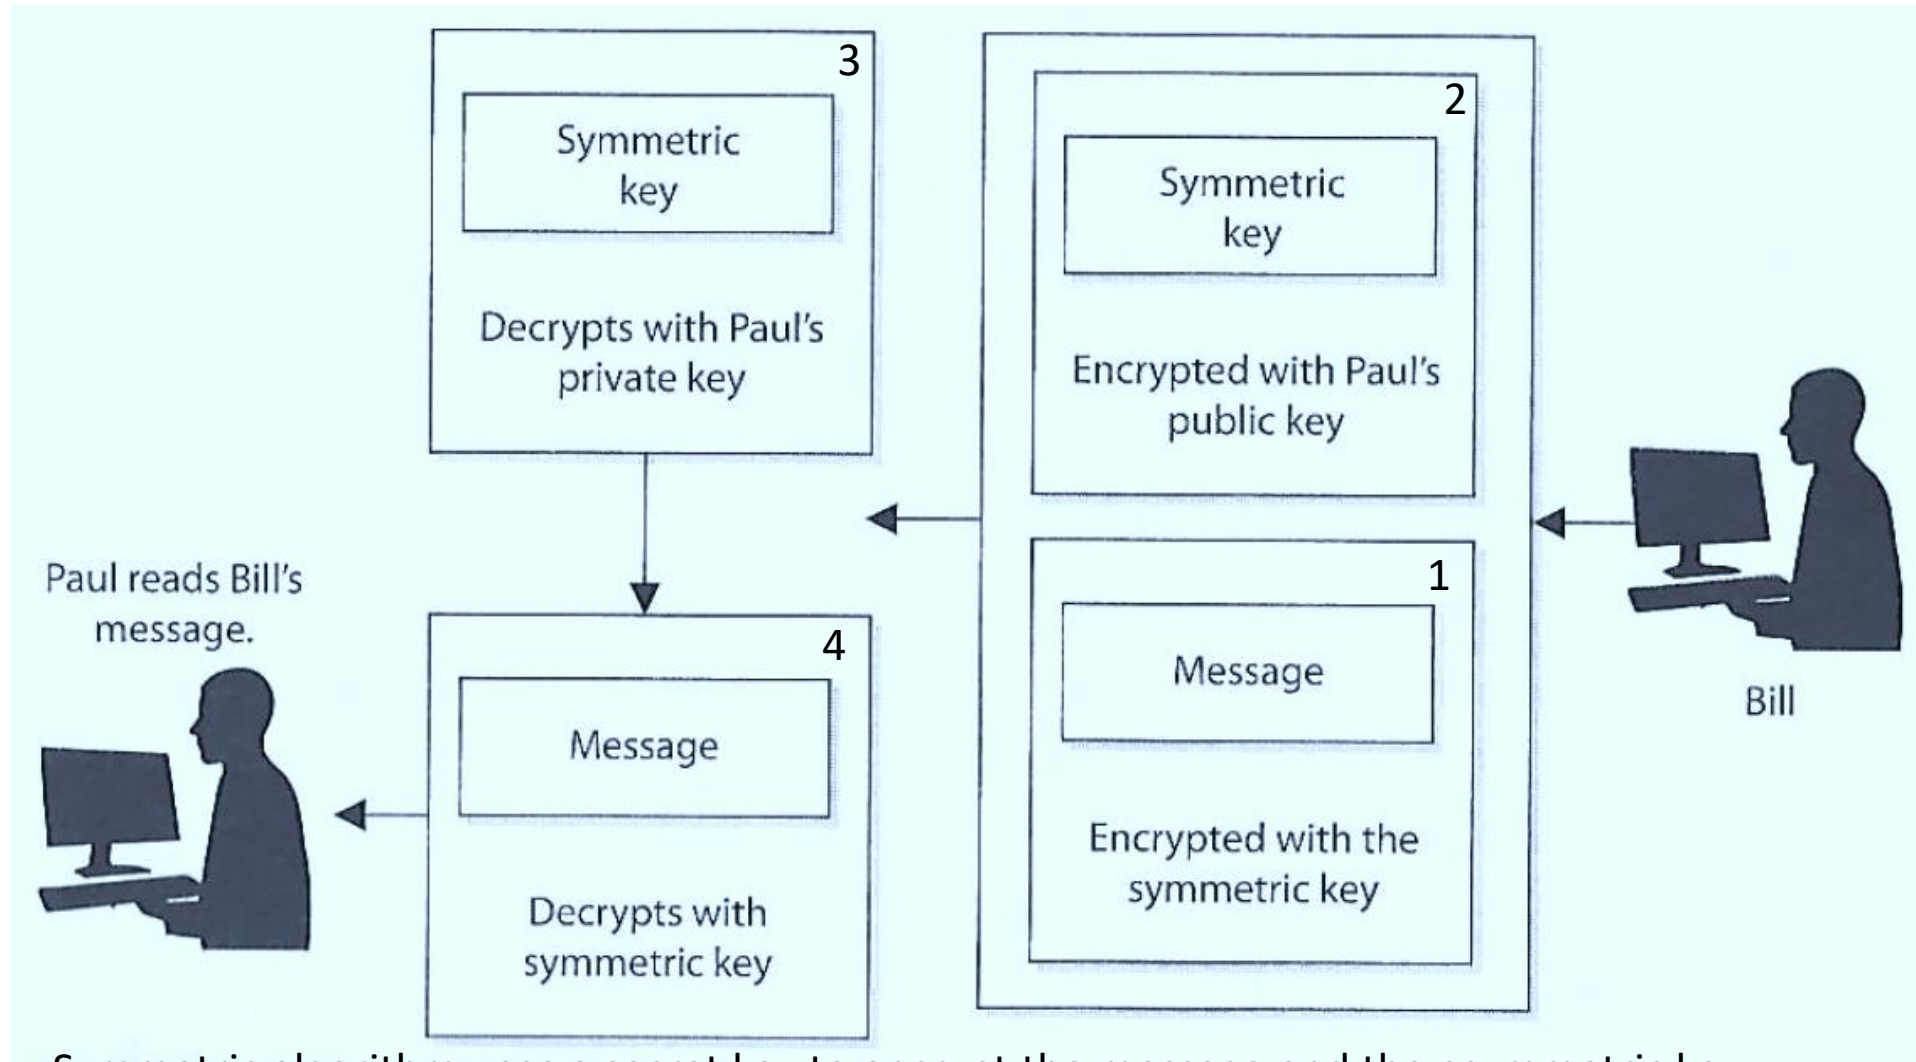 3
Symmetric
key
Decrypts with Paul's
private key
2
Symmetric
key
Encrypted with Paul's
public key
1
Message
Encrypted with the
symmetric key
Bill
4
Message
Decrypts with
symmetric key
Paul reads Bill's
message.